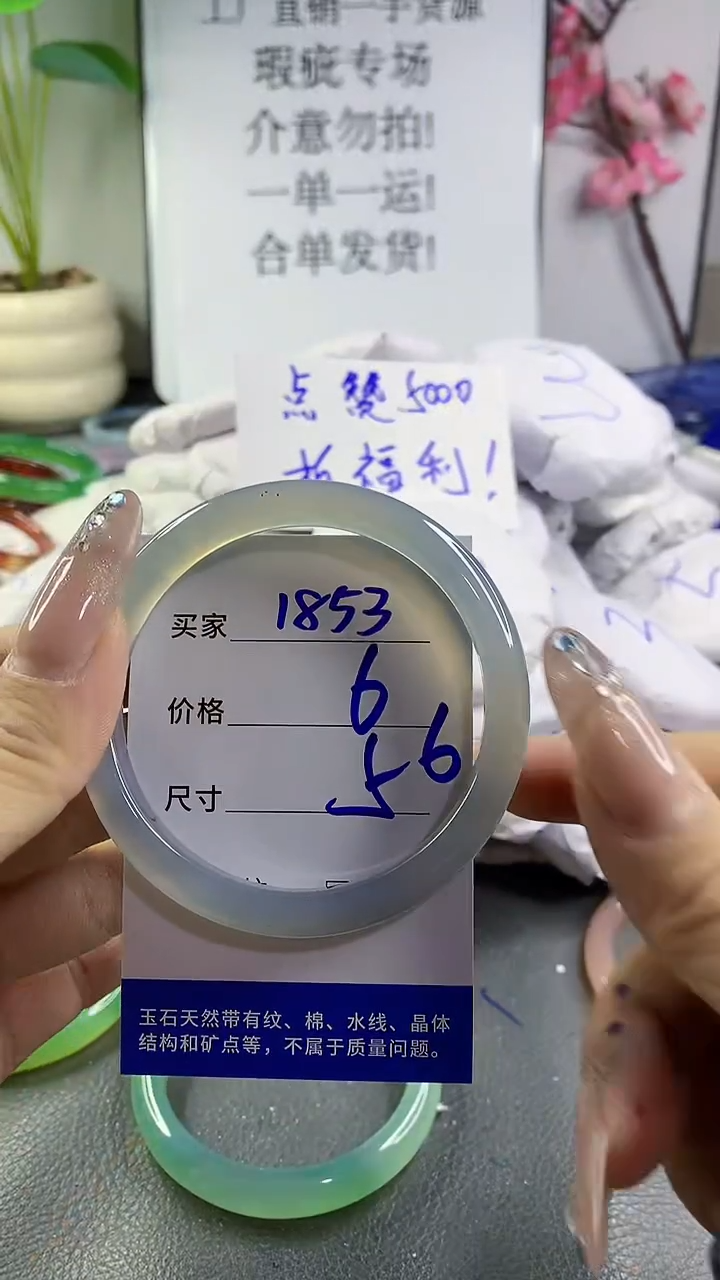 厂直销一手货源
瑕疵专场
介意勿拍!
一单一运!
合单发货!
点赞5000
福利!
买家 1853
价格 6
尺寸 56
玉石天然带有纹、棉、水线、晶体
结构和矿点等，不属于质量问题。